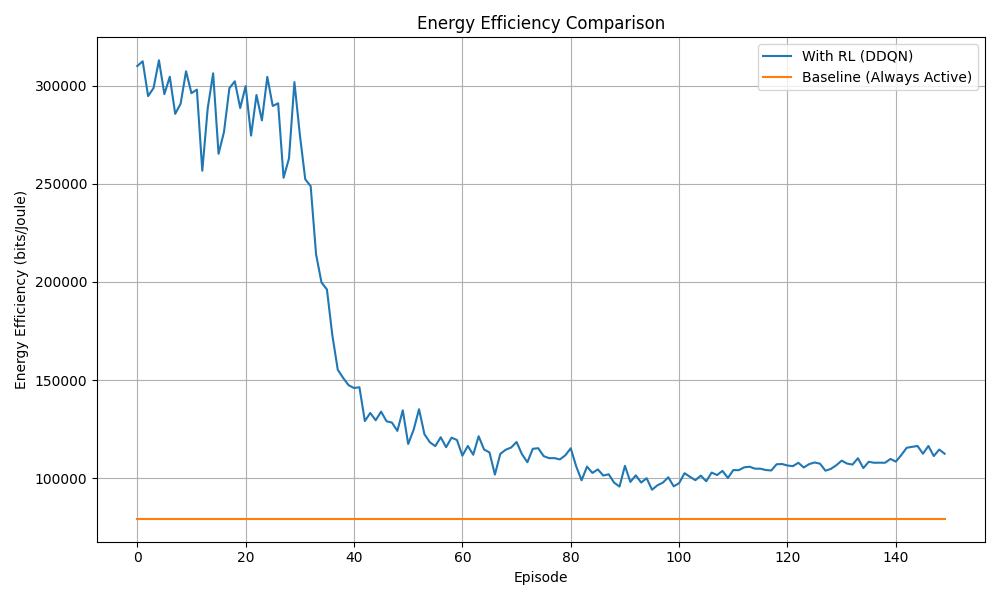 Energy Efficiency Comparison
With RL (DDQN)
Baseline (Always Active)
Energy Efficiency (bits/Joule)
300000
250000
200000
150000
100000
0 20 40 60 80 100 120 140
Episode